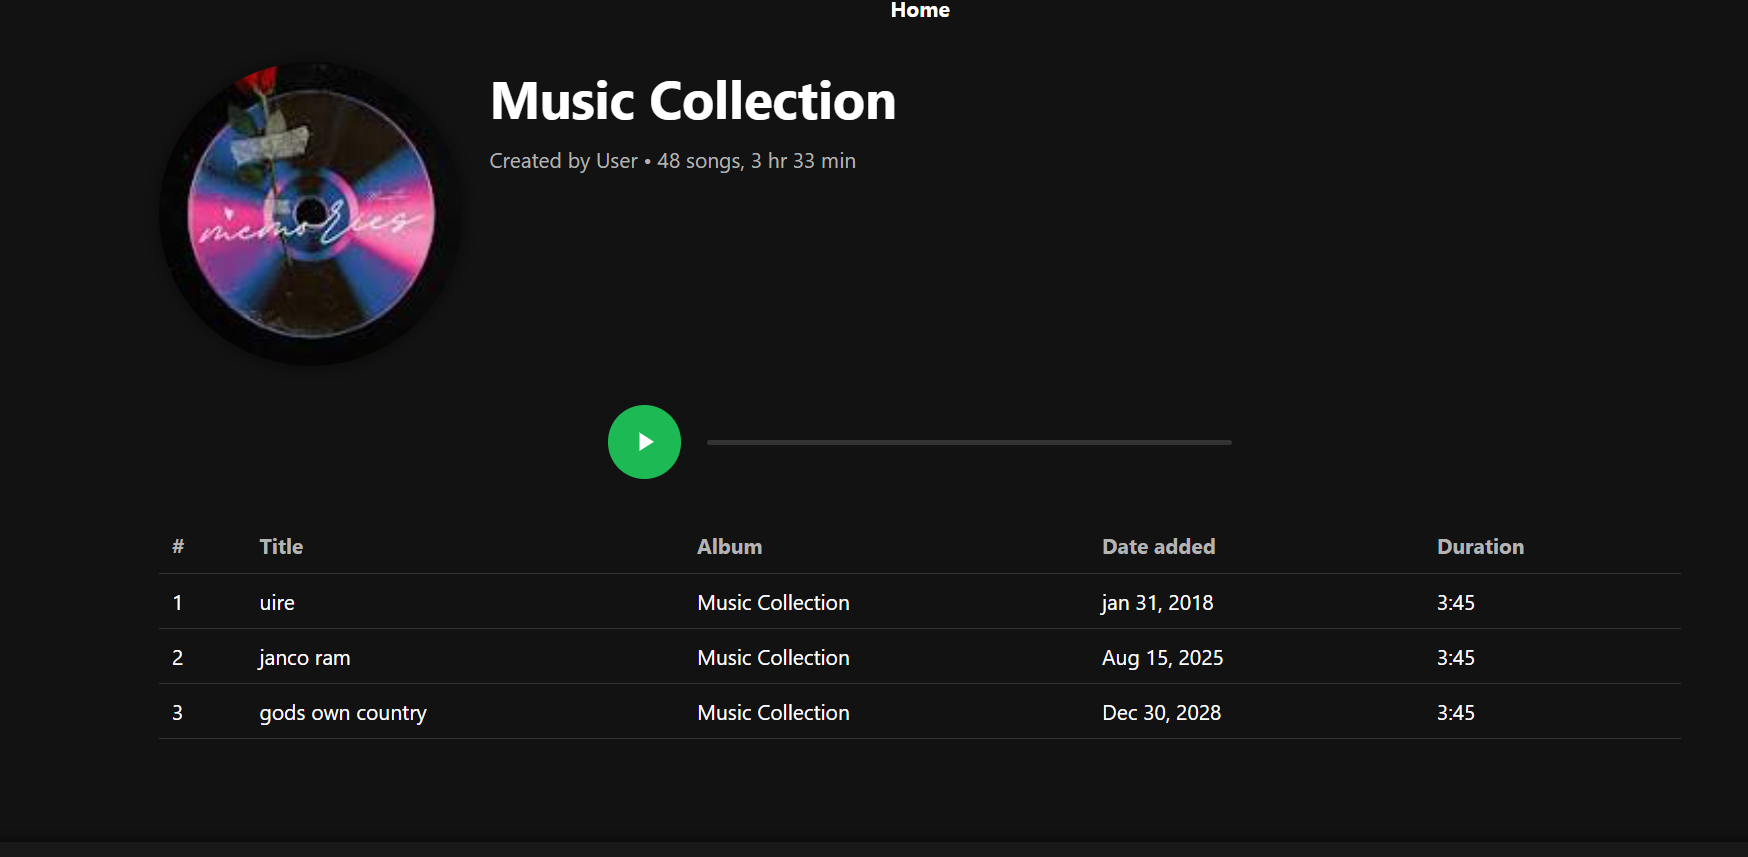 Home
memories
Music Collection
Created by User • 48 songs, 3 hr 33 min
# Title Album Date added Duration
1 uire Music Collection jan 31, 2018 3:45
2 janco ram Music Collection Aug 15, 2025 3:45
3 gods own country Music Collection Dec 30, 2028 3:45